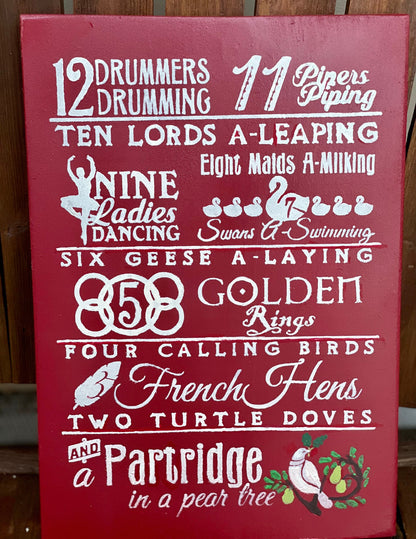 12 DRUMMERS DRUMMING
11 Pipers Piping
TEN LORDS A-LEAPING
Eight Maids A-Milking
NINE
Ladies
DANCING
7
Swans A-Swimming
SIX GEESE A-LAYING
5 GOLDEN
Rings
FOUR CALLING BIRDS
French Hens
TWO TURTLE DOVES
AND
a Partridge
in a pear tree